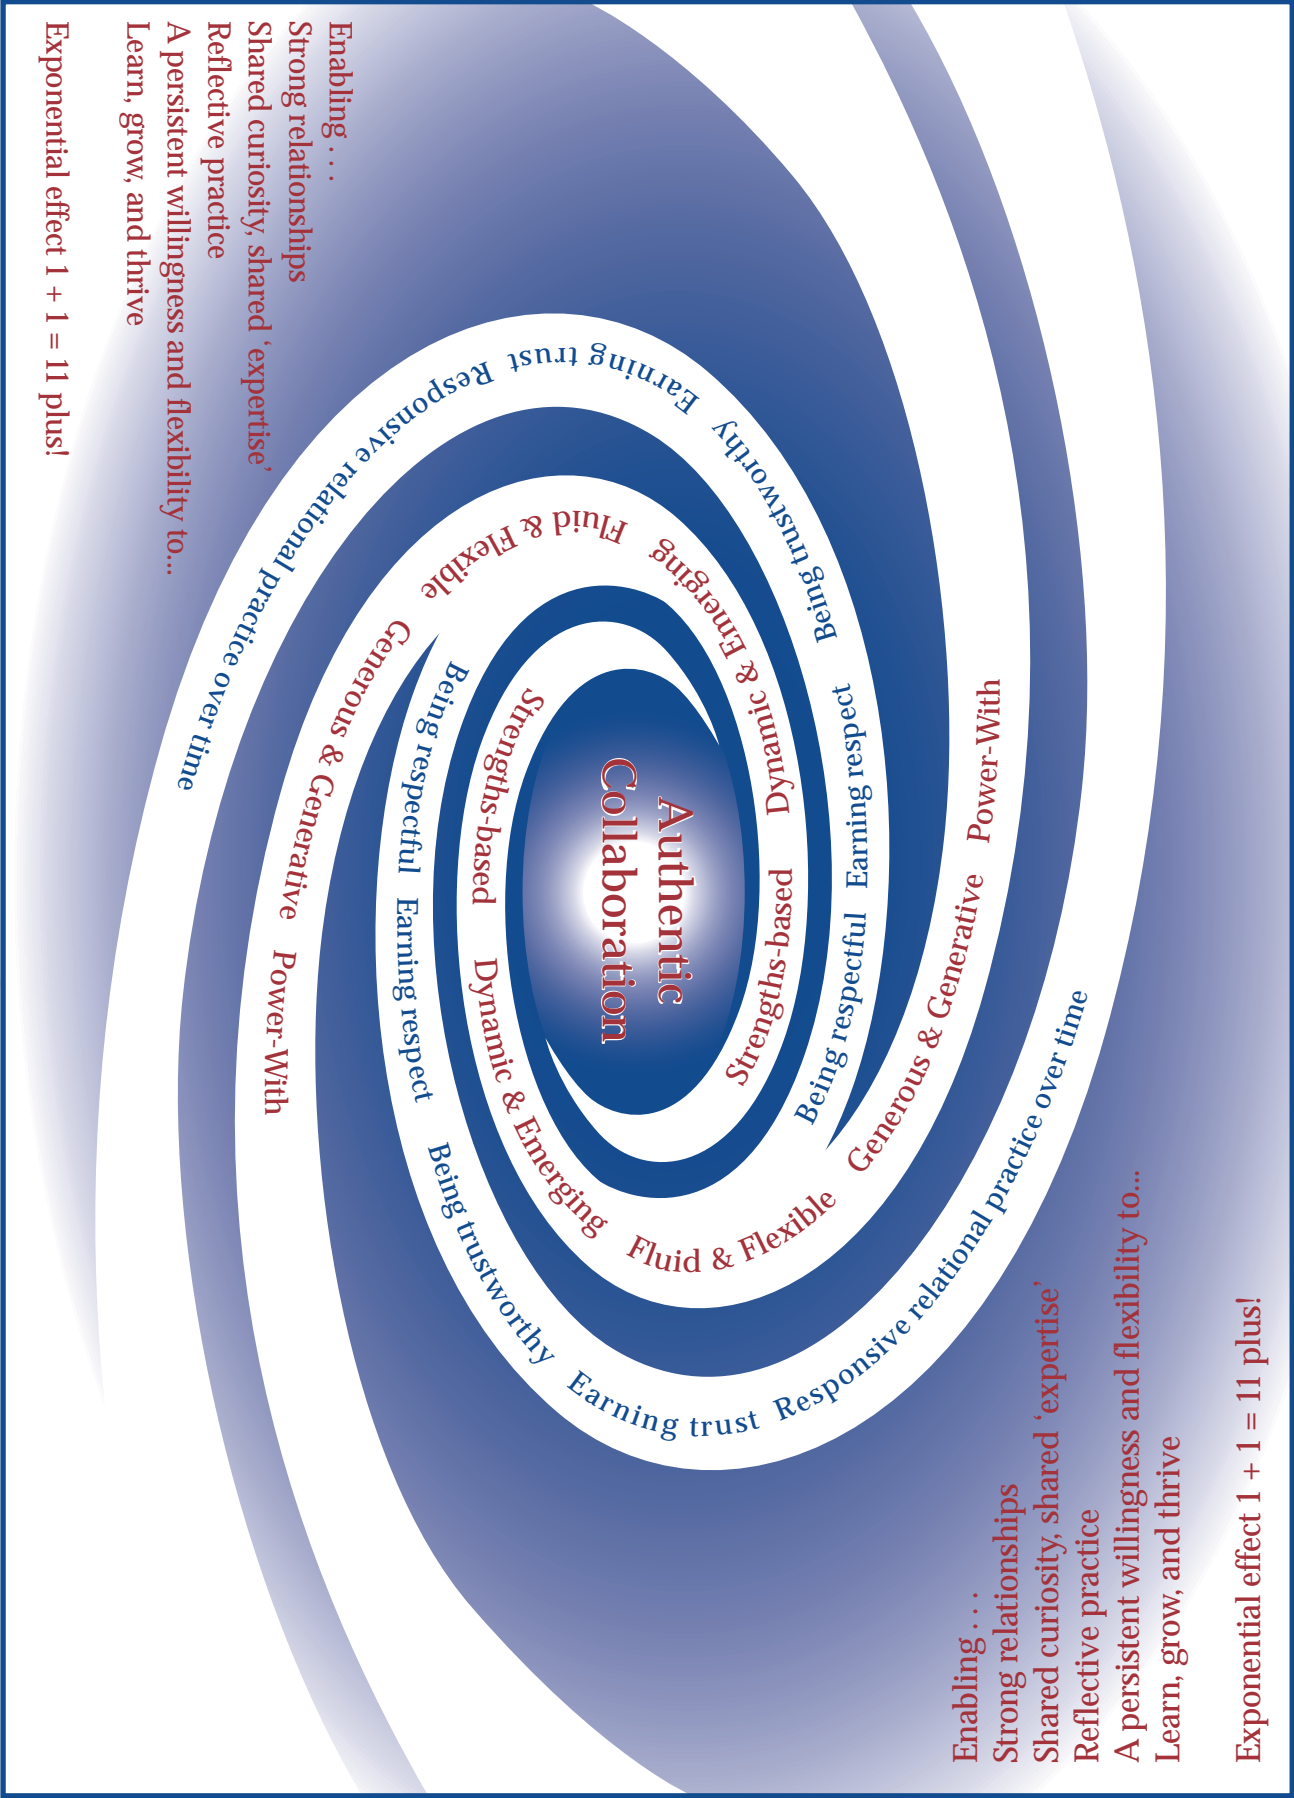 Enabling . . .
Strong relationships
Shared curiosity, shared ‘expertise’
Reflective practice
A persistent willingness and flexibility to...
Learn, grow, and thrive
Exponential effect 1 + 1 = 11 plus!
Authentic
Collaboration
Strengths-based Dynamic & Emerging Fluid & Flexible Generous & Generative Power-With
Being respectful Earning respect Being trustworthy Earning trust Responsive relational practice over time
Strengths-based Dynamic & Emerging Fluid & Flexible Generous & Generative Power-With
Being respectful Earning respect Being trustworthy Earning trust Responsive relational practice over time
Enabling . . .
Strong relationships
Shared curiosity, shared ‘expertise’
Reflective practice
A persistent willingness and flexibility to...
Learn, grow, and thrive
Exponential effect 1 + 1 = 11 plus!